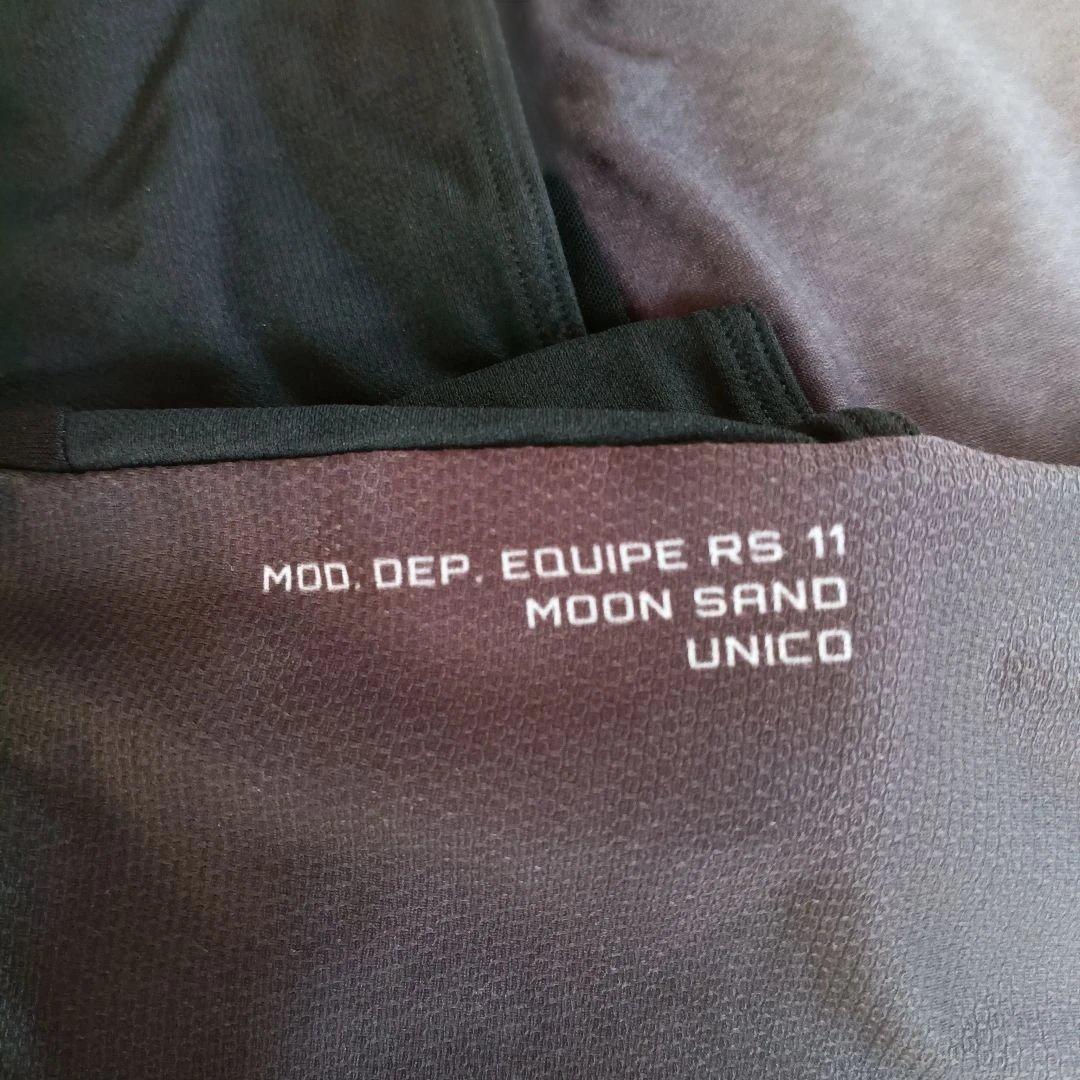 MOD. DEP. EQUIPE RS 11
MOON SAND
UNICO